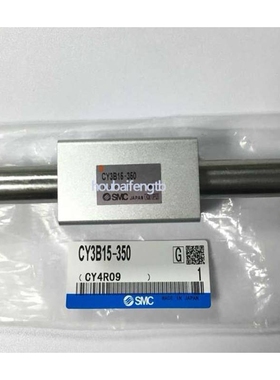 CY3B15-350
houbaifengtb
SMC JAPAN
CY3B15-350 G
(CY4R09 ) 1
SMC MADE IN JAPAN